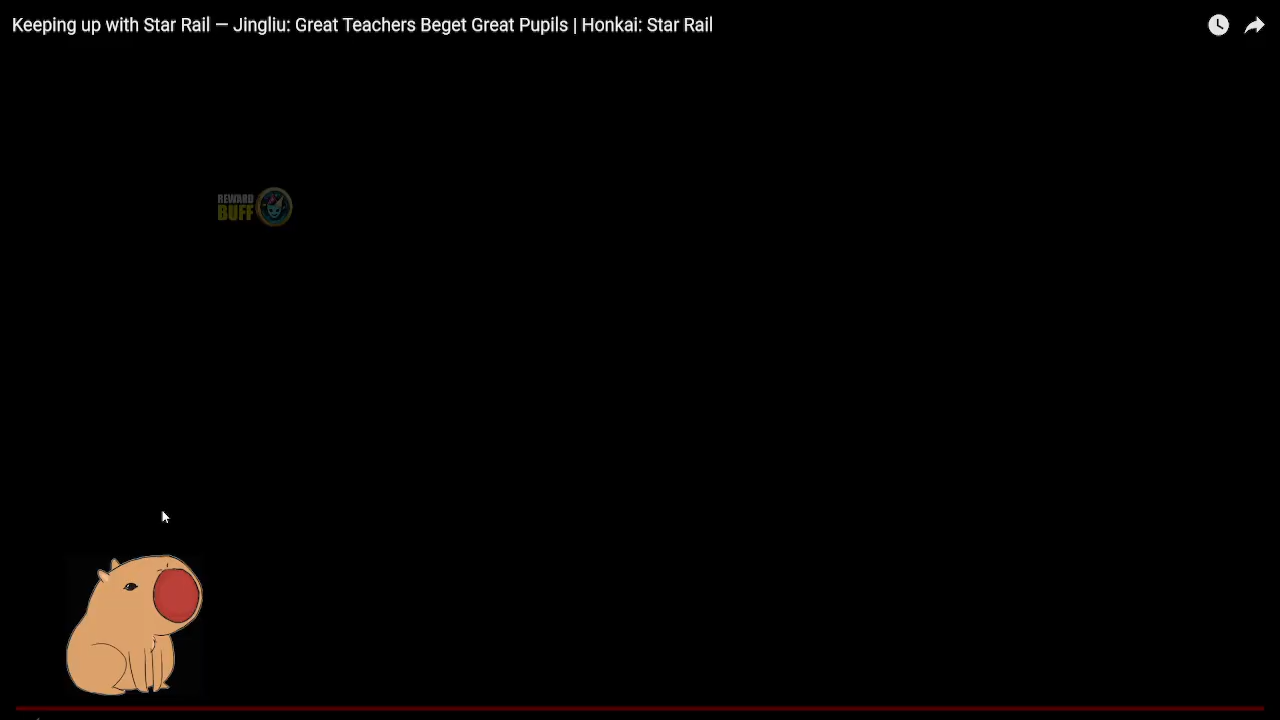 Keeping up with Star Rail — Jingliu: Great Teachers Beget Great Pupils | Honkai: Star Rail
REWARD
BUFF